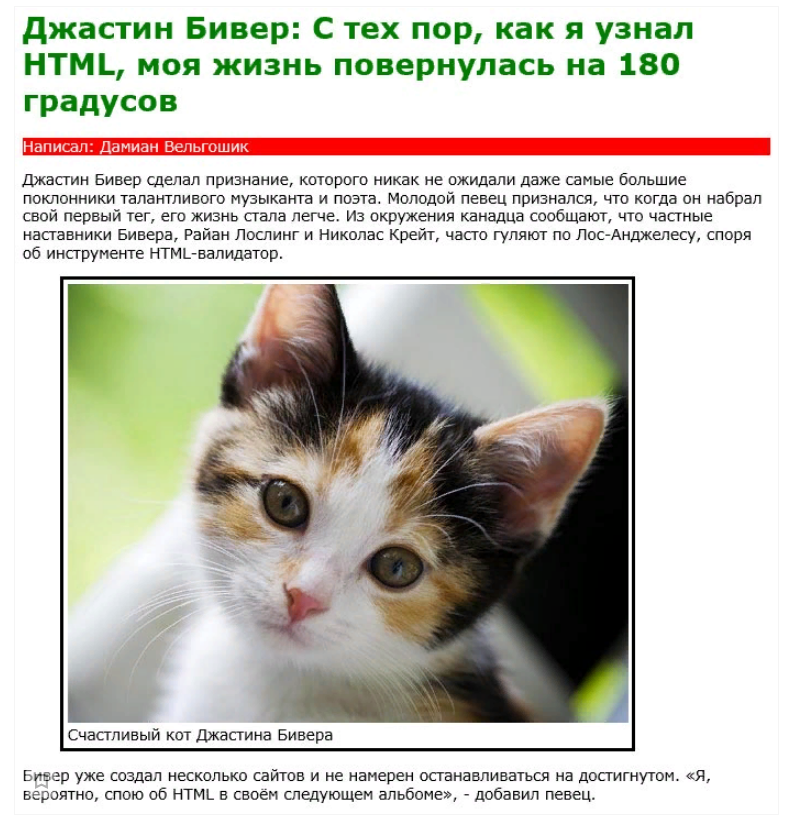 Джастин Бивер: С тех пор, как я узнал
HTML, моя жизнь повернулась на 180
градусов
Написал: Дамиан Вельгошик
Джастин Бивер сделал признание, которого никак не ожидали даже самые большие
поклонники талантливого музыканта и поэта. Молодой певец признался, что когда он набрал
свой первый тег, его жизнь стала легче. Из окружения канадца сообщают, что частные
наставники Бивера, Райан Лослинг и Николас Крейт, часто гуляют по Лос-Анджелесу, споря
об инструменте HTML-валидатор.
Счастливый кот Джастина Бивера
Бивер уже создал несколько сайтов и не намерен останавливаться на достигнутом. «Я,
вероятно, спою об HTML в своём следующем альбоме», - добавил певец.